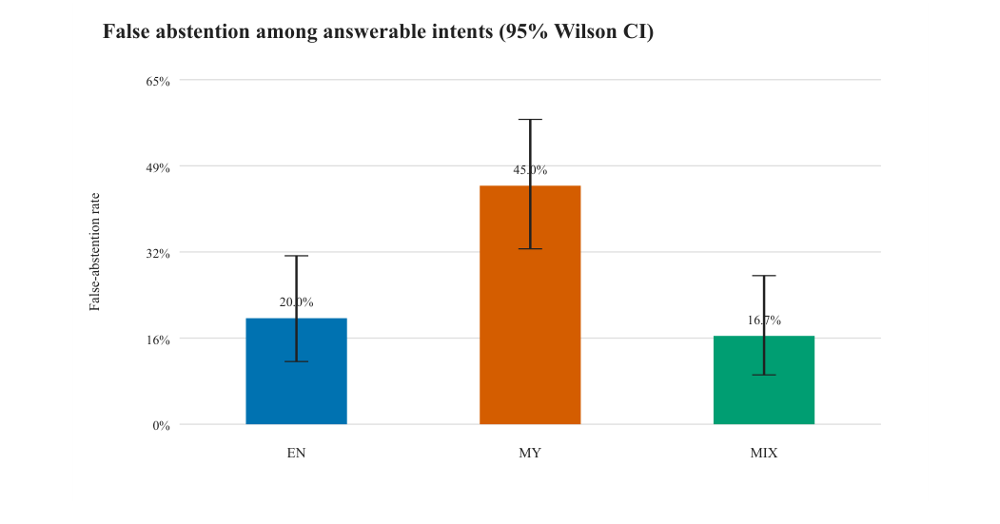 False abstention among answerable intents (95% Wilson CI)
65%
49%
32%
16%
0%
False-abstention rate
20.0%
45.0%
16.7%
EN
MY
MIX